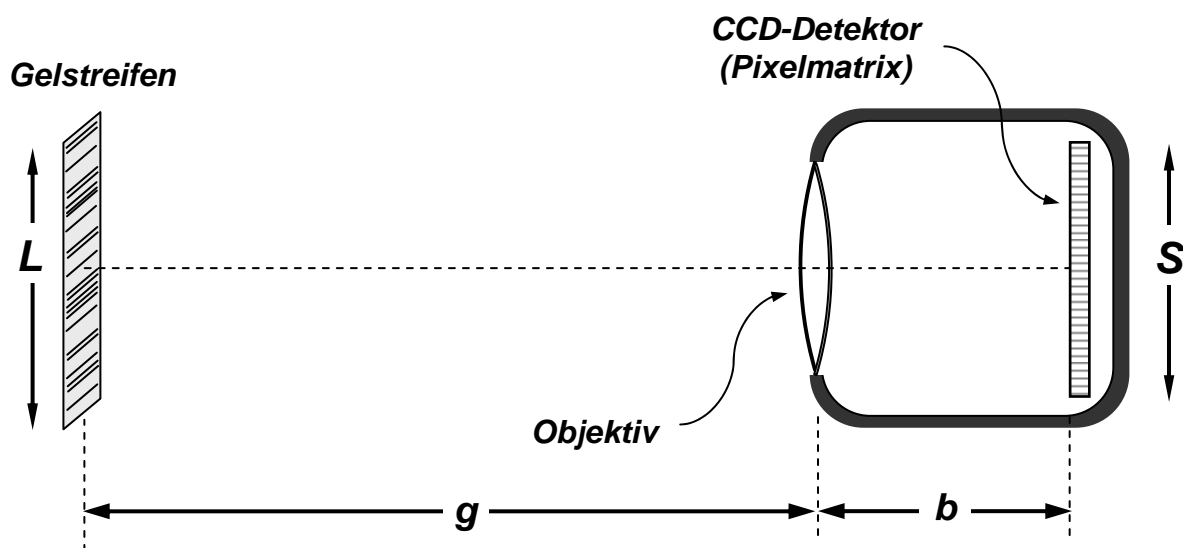 CCD-Detektor
(Pixelmatrix)
Gelstreifen
L
S
Objektiv
g
b